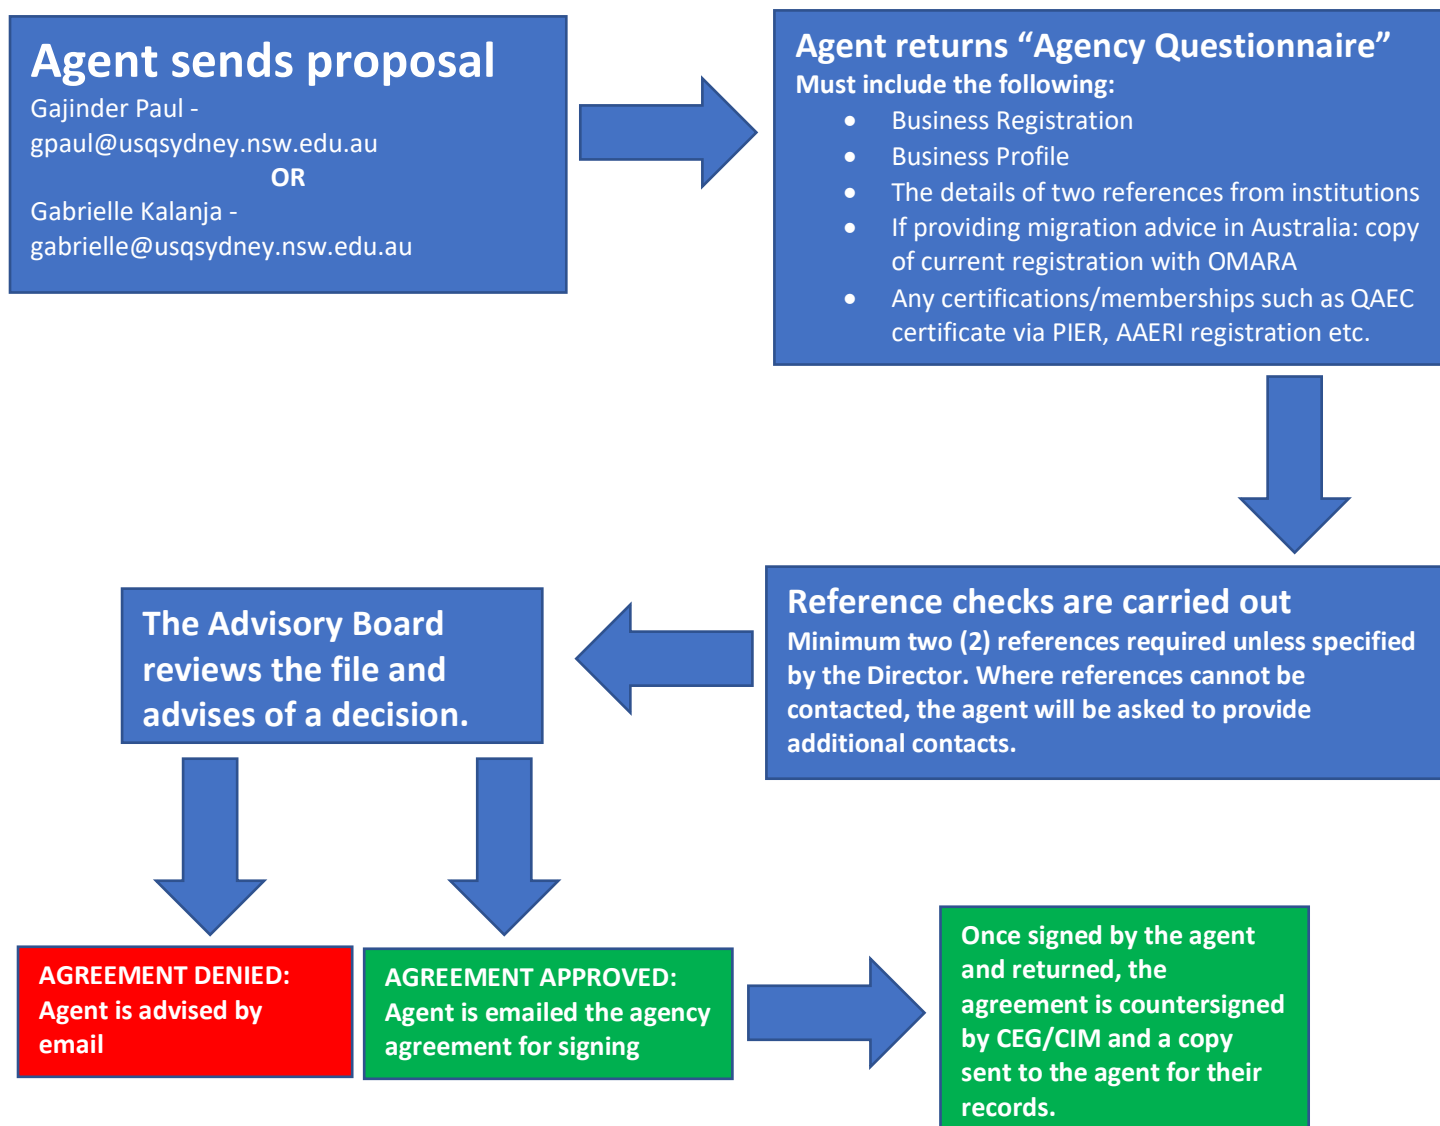 Agent sends proposal
Gajinder Paul -
gpaul@usqsydney.nsw.edu.au
OR
Gabrielle Kalanja -
gabrielle@usqsydney.nsw.edu.au
Agent returns “Agency Questionnaire”
Must include the following:
• Business Registration
• Business Profile
• The details of two references from institutions
• If providing migration advice in Australia: copy
of current registration with OMARA
• Any certifications/memberships such as QAEC
certificate via PIER, AAERI registration etc.
Reference checks are carried out
Minimum two (2) references required unless specified
by the Director. Where references cannot be
contacted, the agent will be asked to provide
additional contacts.
The Advisory Board
reviews the file and
advises of a decision.
AGREEMENT DENIED:
Agent is advised by
email
AGREEMENT APPROVED:
Agent is emailed the agency
agreement for signing
Once signed by the agent
and returned, the
agreement is countersigned
by CEG/CIM and a copy
sent to the agent for their
records.